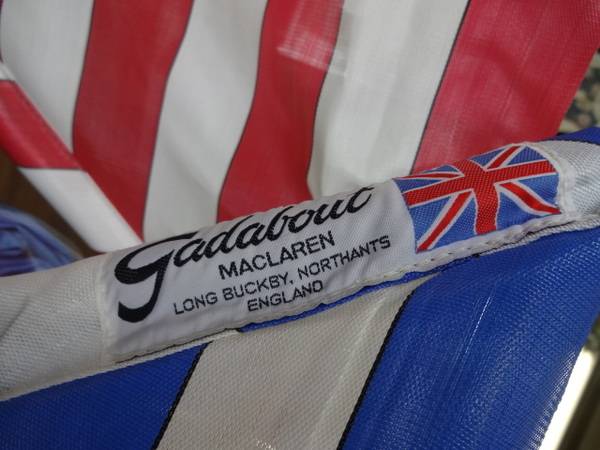 Gadabout
MACLAREN
LONG BUCKBY, NORTHANTS
ENGLAND